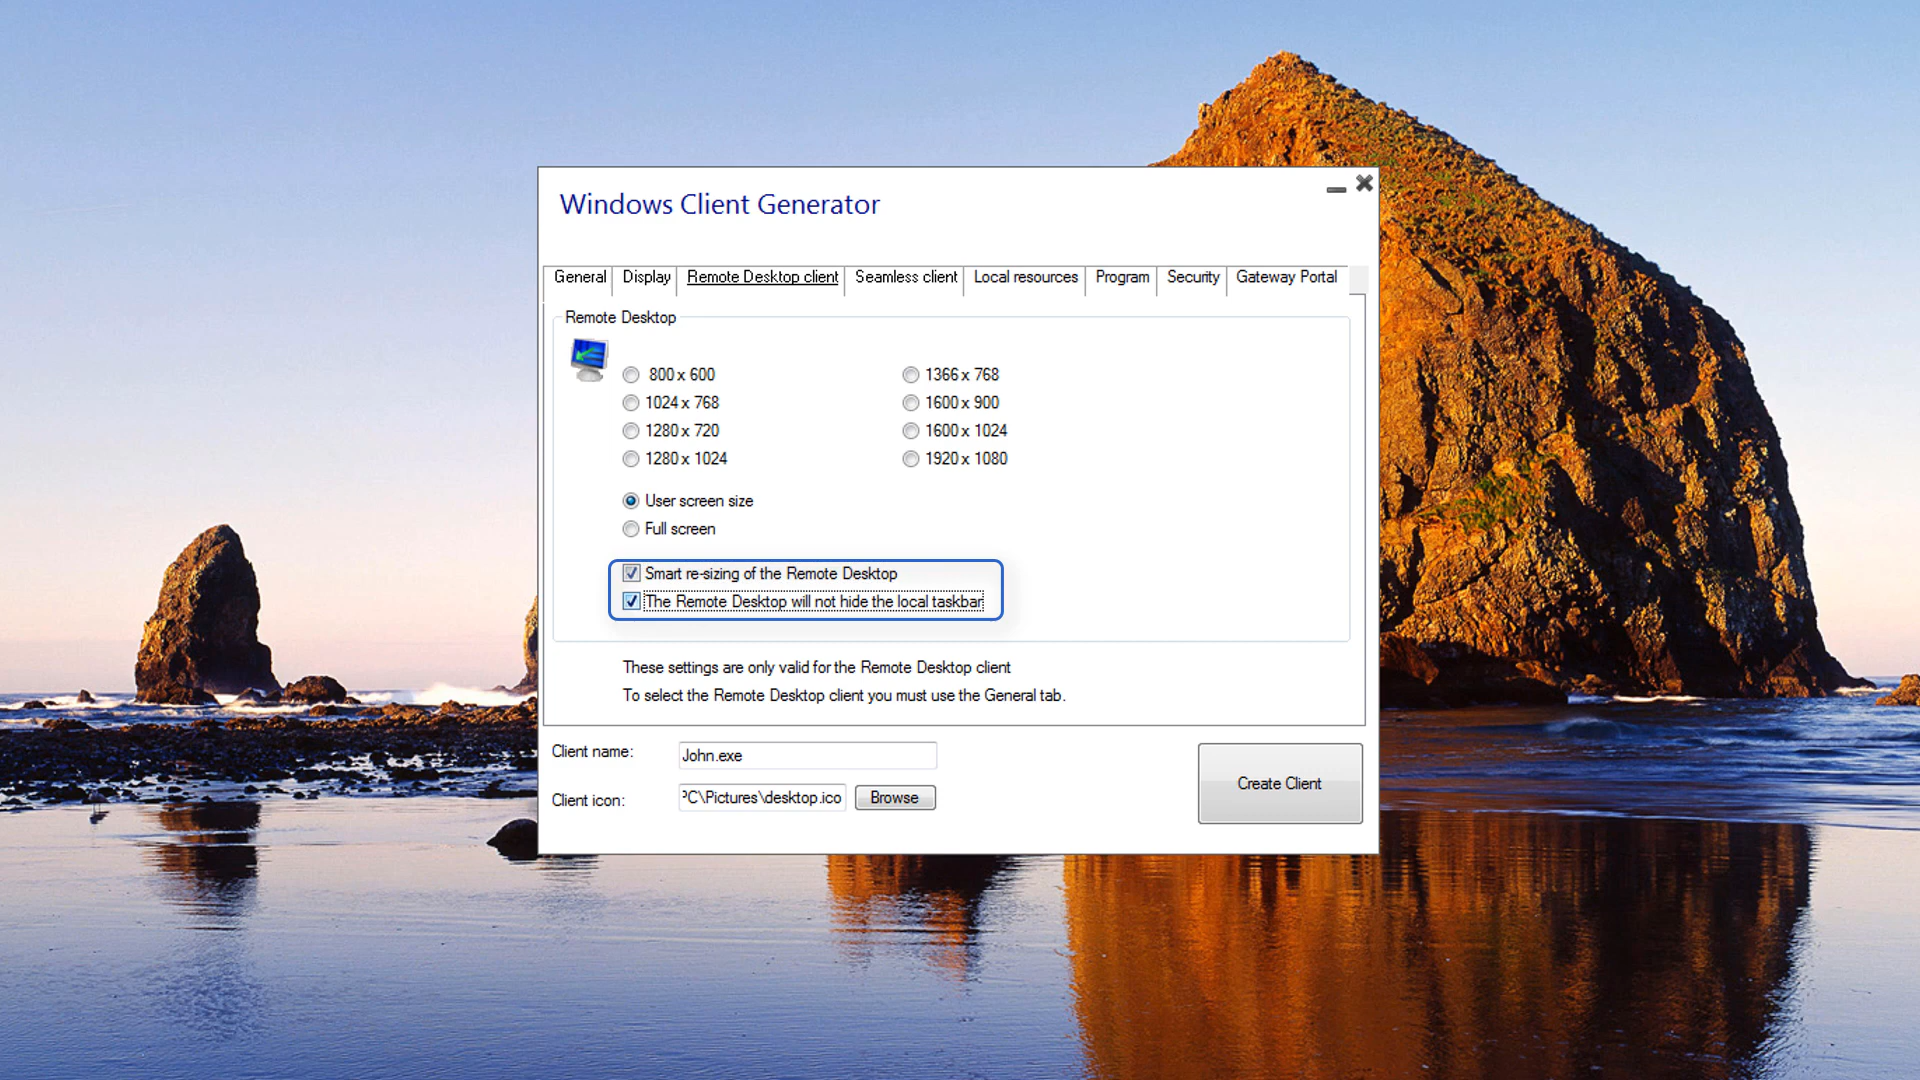 Windows Client Generator
General Display Remote Desktop client Seamless client Local resources Program Security Gateway Portal
Remote Desktop
800 x 600
1366 x 768
1024 x 768
1600 x 900
1280 x 720
1600 x 1024
1280 x 1024
1920 x 1080
User screen size
Full screen
Smart re-sizing of the Remote Desktop
The Remote Desktop will not hide the local taskbar
These settings are only valid for the Remote Desktop client
To select the Remote Desktop client you must use the General tab.
Client name: John.exe
Create Client
Client icon: PC\Pictures\desktop.ico Browse